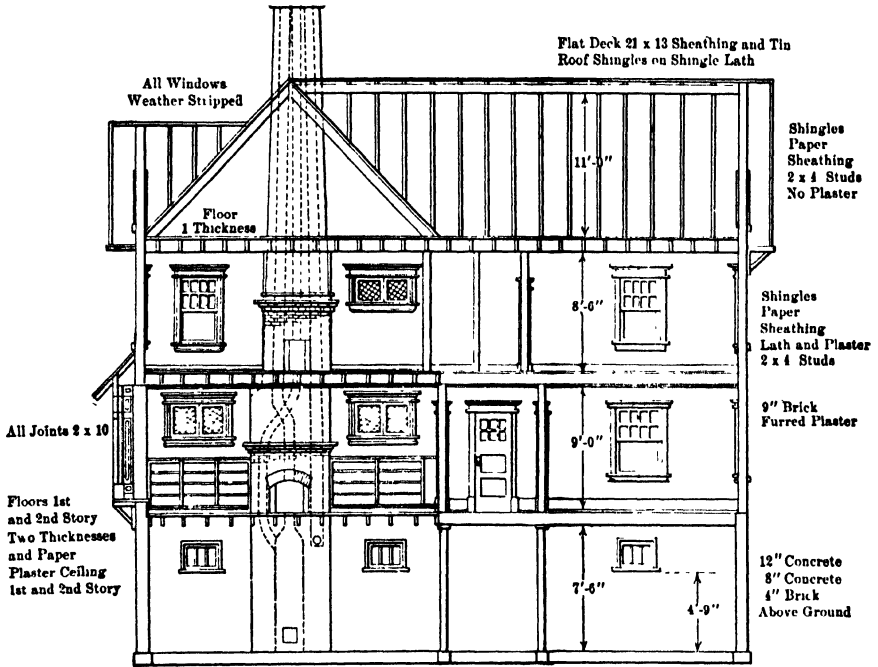 Flat Deck 21 x 13 Sheathing and Tin
Roof Shingles on Shingle Lath
All Windows
Weather Stripped
Shingles
Paper
Sheathing
2 x 4 Studs
No Plaster
11'-0"
Floor
1 Thickness
8'-6"
Shingles
Paper
Sheathing
Lath and Plaster
2 x 4 Studs
9" Brick
Furred Plaster
All Joints 2 x 10
9'-0"
Floors 1st
and 2nd Story
Two Thicknesses
and Paper
Plaster Ceiling
1st and 2nd Story
7'-6"
4'-9"
12" Concrete
8" Concrete
4" Brick
Above Ground